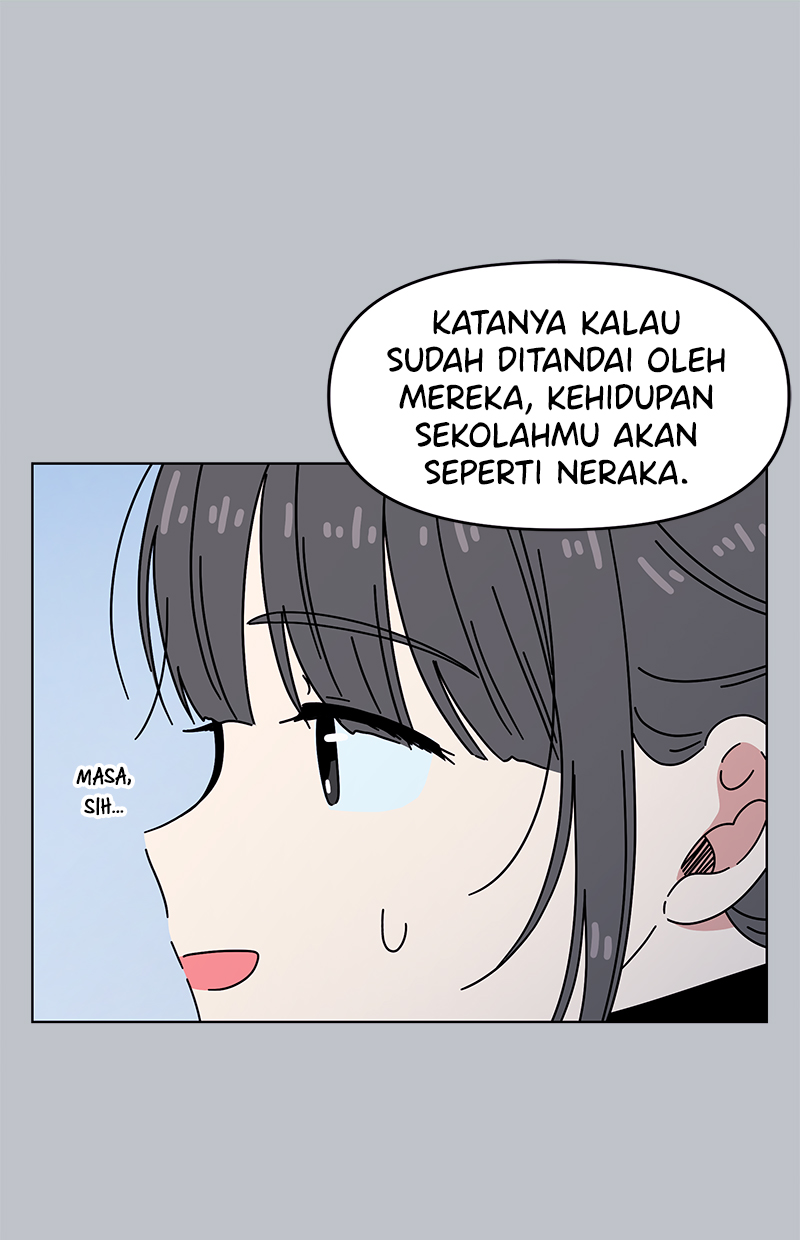 KATANYA KALAU
SUDAH DITANDAI OLEH
MEREKA, KEHIDUPAN
SEKOLAHMU AKAN
SEPERTI NERAKA.
MASA,
SIH...